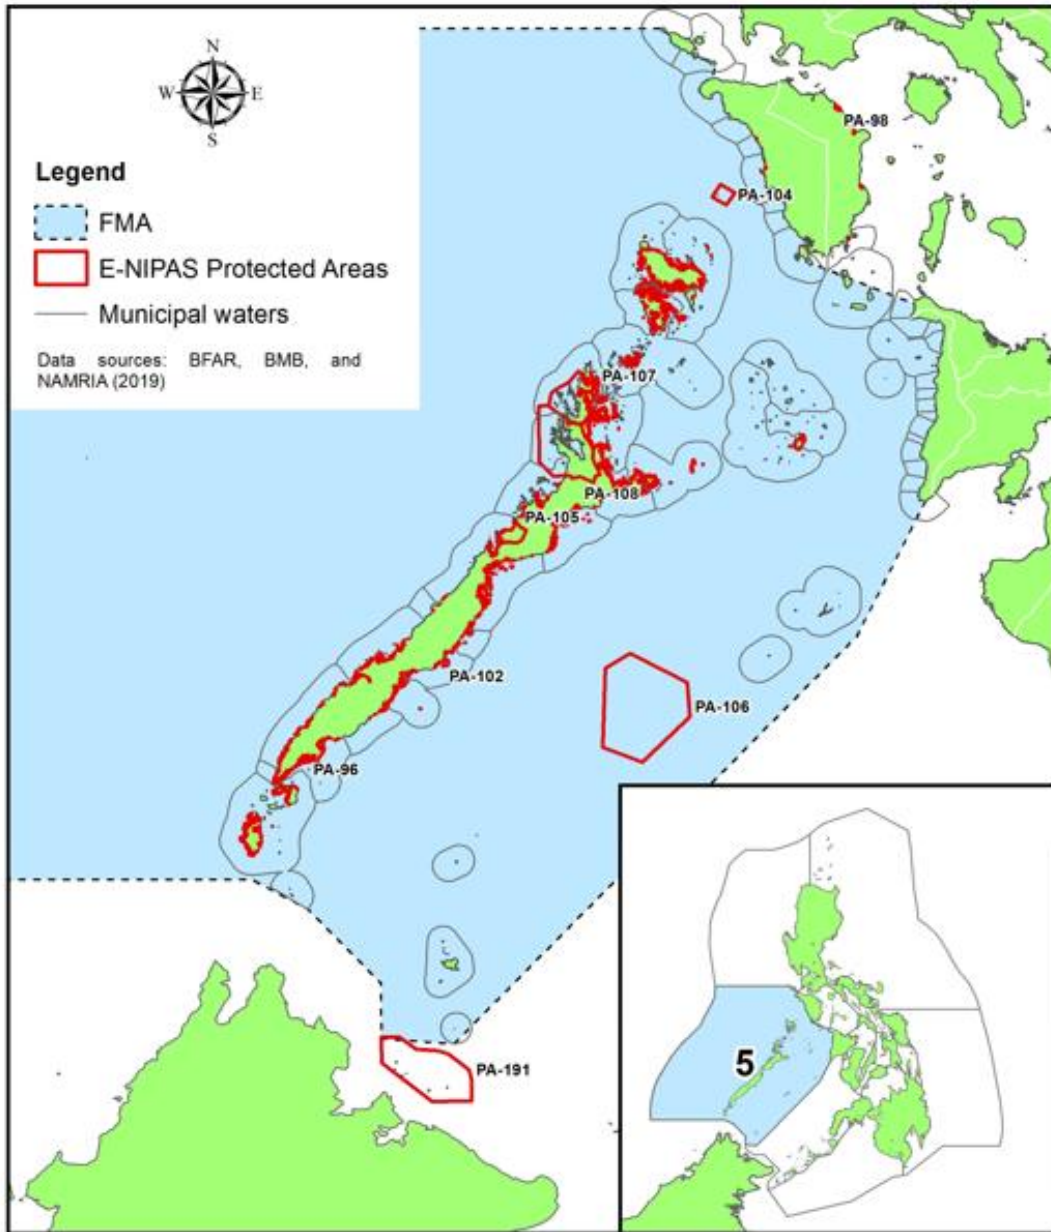 N
W E
S
Legend
FMA
E-NIPAS Protected Areas
Municipal waters
Data sources: BFAR, BMB, and
NAMRIA (2019)
PA-98
PA-104
PA-107
PA-108
PA-105
PA-102
PA-106
PA-96
PA-191
5